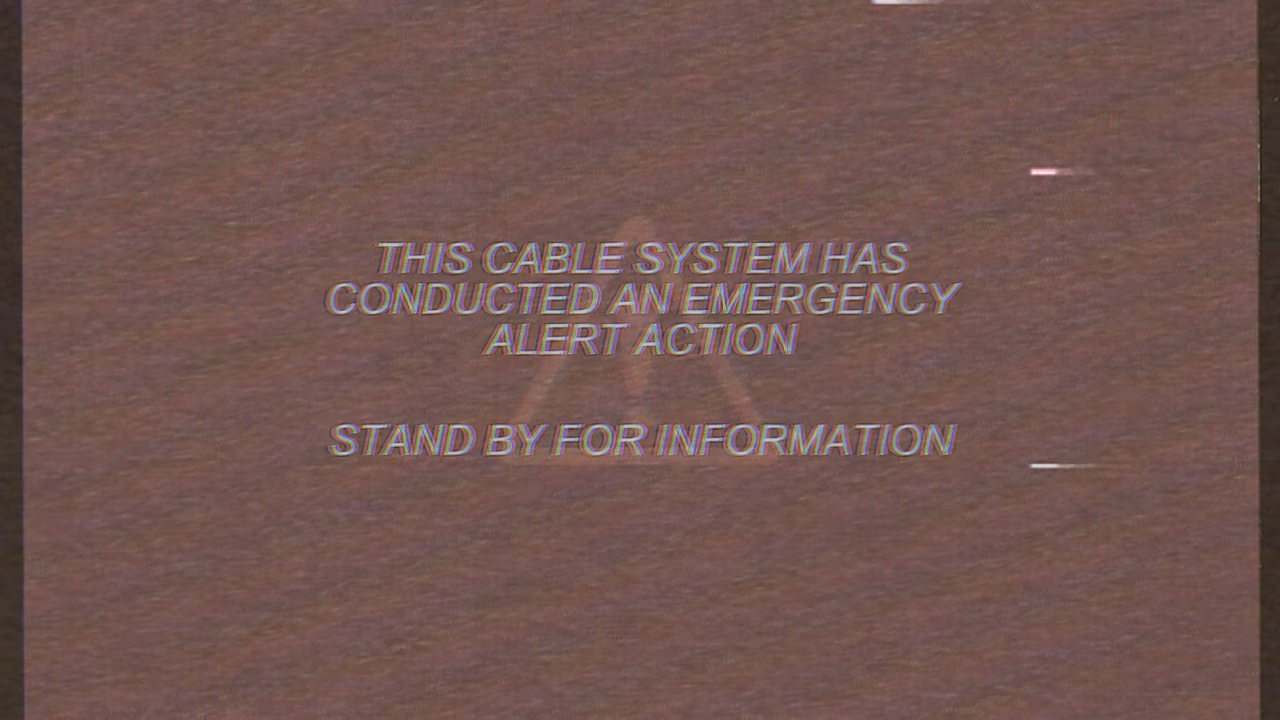 THIS CABLE SYSTEM HAS
CONDUCTED AN EMERGENCY
ALERT ACTION
STAND BY FOR INFORMATION